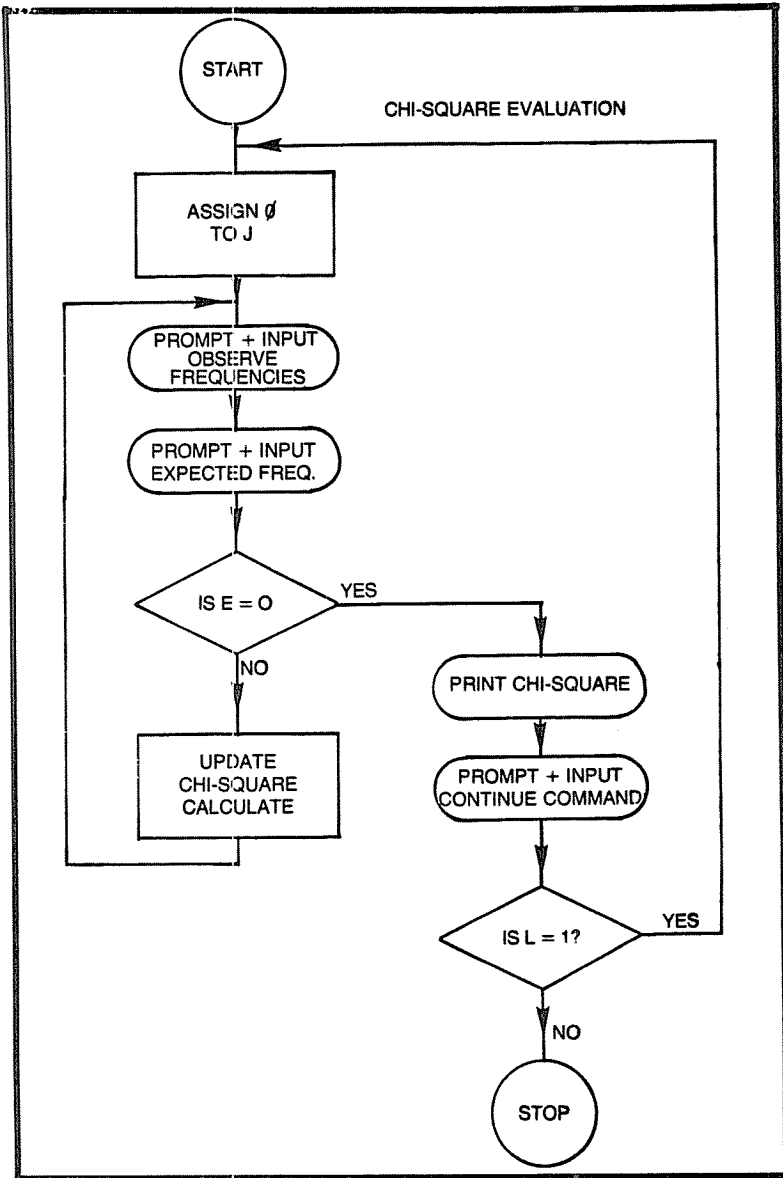 START
CHI-SQUARE EVALUATION
ASSIGN Ø
TO J
PROMPT + INPUT
OBSERVE
FREQUENCIES
PROMPT + INPUT
EXPECTED FREQ.
IS E = O
YES
NO
PRINT CHI-SQUARE
UPDATE
CHI-SQUARE
CALCULATE
PROMPT + INPUT
CONTINUE COMMAND
IS L = 1?
YES
NO
STOP